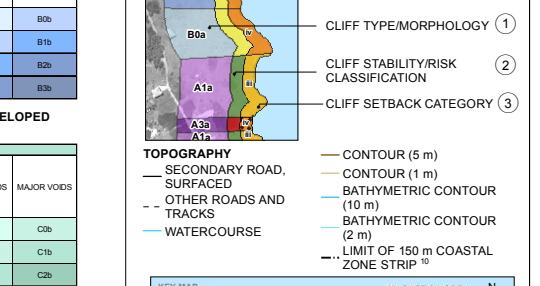 B0b
B1b
B2b
B3b
ELOPED
MAJOR VOIDS
C0b
C1b
C2b
B0a
iv
A1a
iii
A3a
iv
A1a
iii
CLIFF TYPE/MORPHOLOGY 1
CLIFF STABILITY/RISK
CLASSIFICATION 2
CLIFF SETBACK CATEGORY 3
TOPOGRAPHY
SECONDARY ROAD,
SURFACED
OTHER ROADS AND
TRACKS
WATERCOURSE
CONTOUR (5 m)
CONTOUR (1 m)
BATHYMETRIC CONTOUR
(10 m)
BATHYMETRIC CONTOUR
(2 m)
LIMIT OF 150 m COASTAL
ZONE STRIP 10
KEY MAP
N